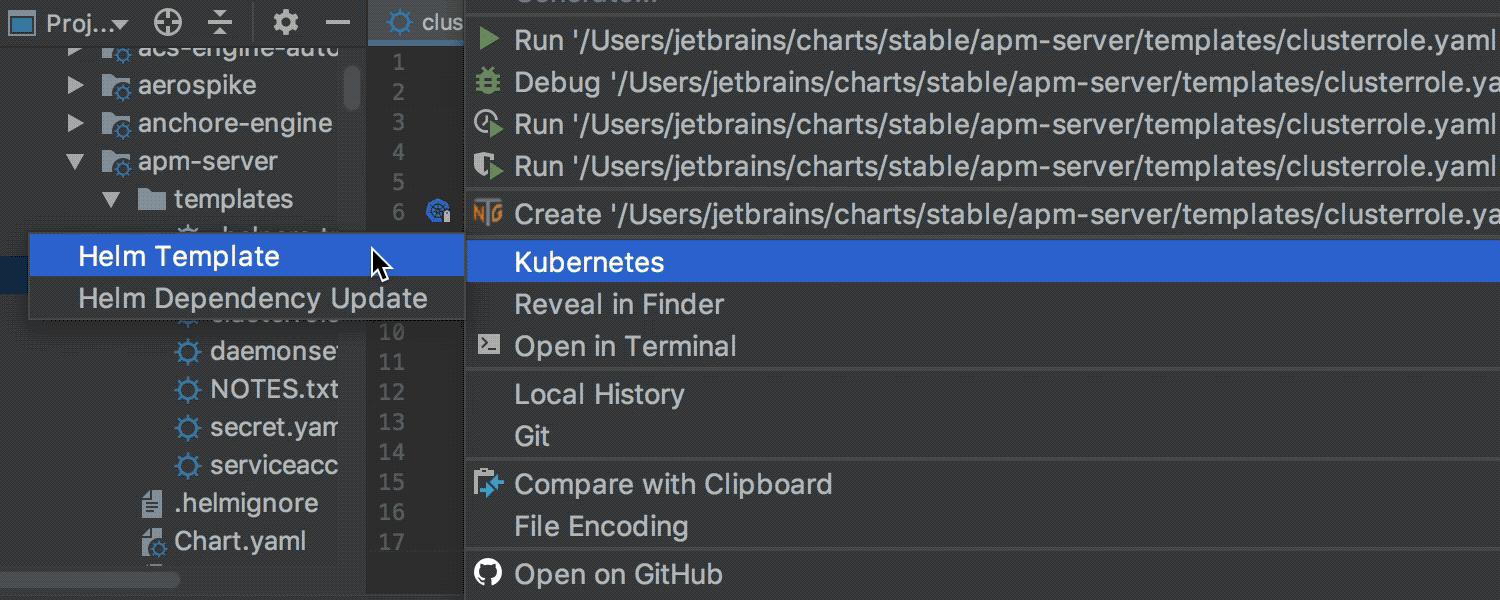 Proj...
acs-engine-auto
aerospike
anchore-engine
apm-server
templates
Helm Template
Helm Dependency Update
daemonse
NOTES.txt
secret.yam
serviceacc
.helmignore
Chart.yaml
clus
1
2
3
4
5
6
10
11
12
13
14
15
16
17
Generate...
Run '/Users/jetbrains/charts/stable/apm-server/templates/clusterrole.yaml
Debug '/Users/jetbrains/charts/stable/apm-server/templates/clusterrole.ya
Run '/Users/jetbrains/charts/stable/apm-server/templates/clusterrole.yaml
Run '/Users/jetbrains/charts/stable/apm-server/templates/clusterrole.yaml
NTG Create '/Users/jetbrains/charts/stable/apm-server/templates/clusterrole.ya
Kubernetes
Reveal in Finder
Open in Terminal
Local History
Git
Compare with Clipboard
File Encoding
Open on GitHub